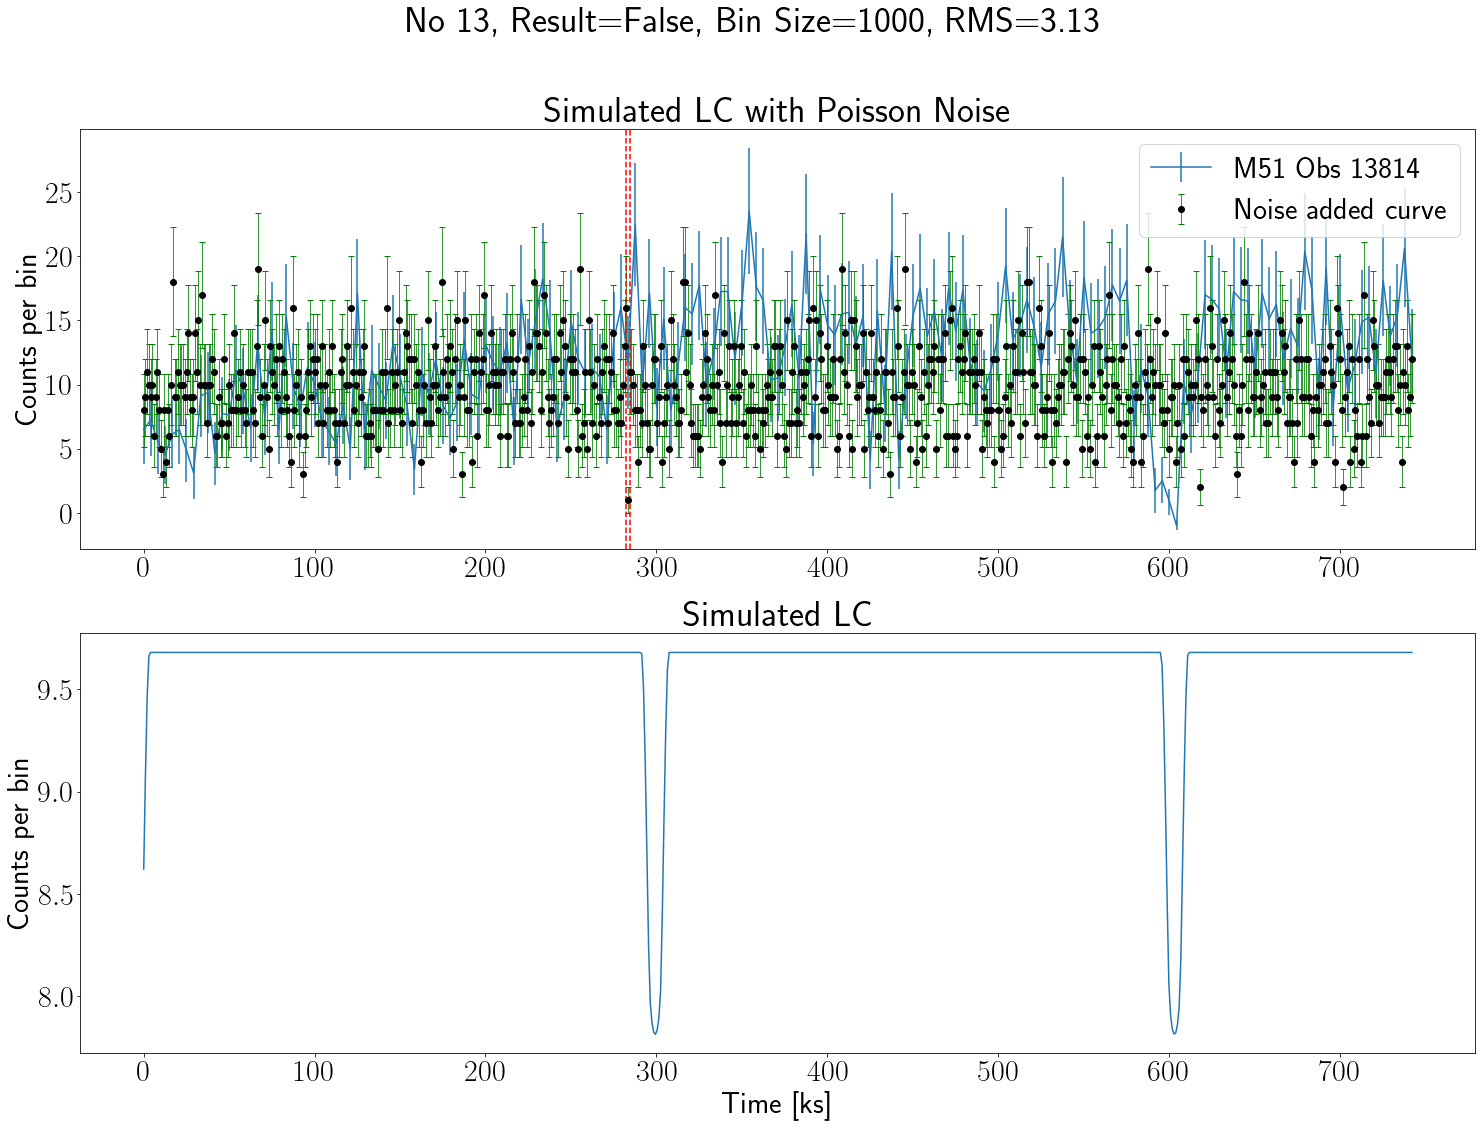 No 13, Result=False, Bin Size=1000, RMS=3.13
Simulated LC with Poisson Noise
M51 Obs 13814
Noise added curve
Counts per bin
25
20
15
10
5
0
0 100 200 300 400 500 600 700
Simulated LC
Counts per bin
9.5
9.0
8.5
8.0
0 100 200 300 400 500 600 700
Time [ks]